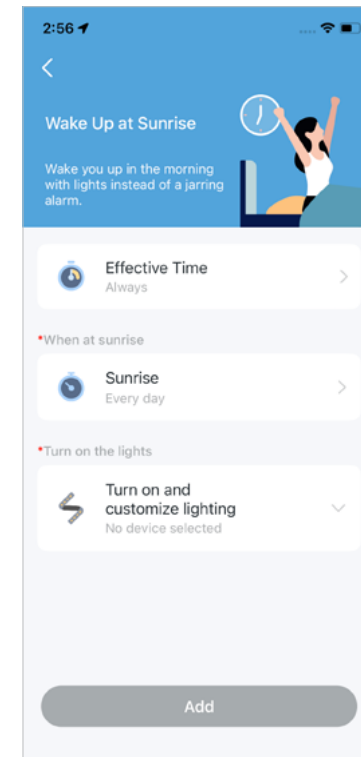 2:56
Wake Up at Sunrise
Wake you up in the morning
with lights instead of a jarring
alarm.
Effective Time
Always
*When at sunrise
Sunrise
Every day
*Turn on the lights
Turn on and
customize lighting
No device selected
Add